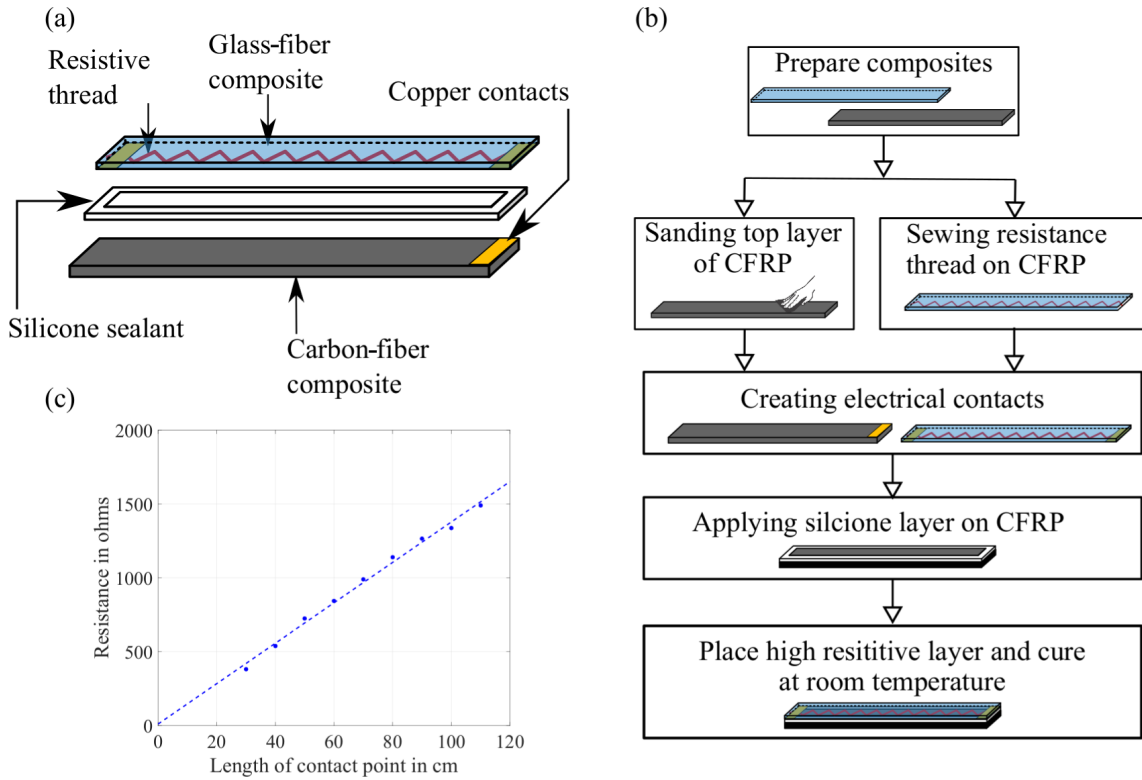 (a)
Resistive
thread
Glass-fiber
composite
Copper contacts
Silicone sealant
Carbon-fiber
composite
(b)
Prepare composites
Sanding top layer
of CFRP
Sewing resistance
thread on CFRP
Creating electrical contacts
Applying silcione layer on CFRP
Place high resititive layer and cure
at room temperature
(c)
2000
1500
1000
500
0
Resistance in ohms
0 20 40 60 80 100 120
Length of contact point in cm